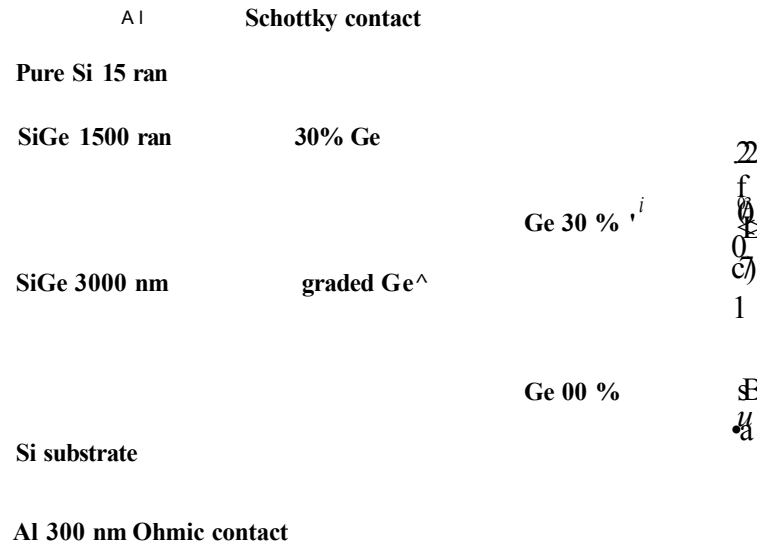 Al Schottky contact
Pure Si 15 ran
SiGe 1500 ran 30% Ge
Ge 30 % ' i
SiGe 3000 nm graded Ge^
Ge 00 %
Si substrate
Al 300 nm Ohmic contact